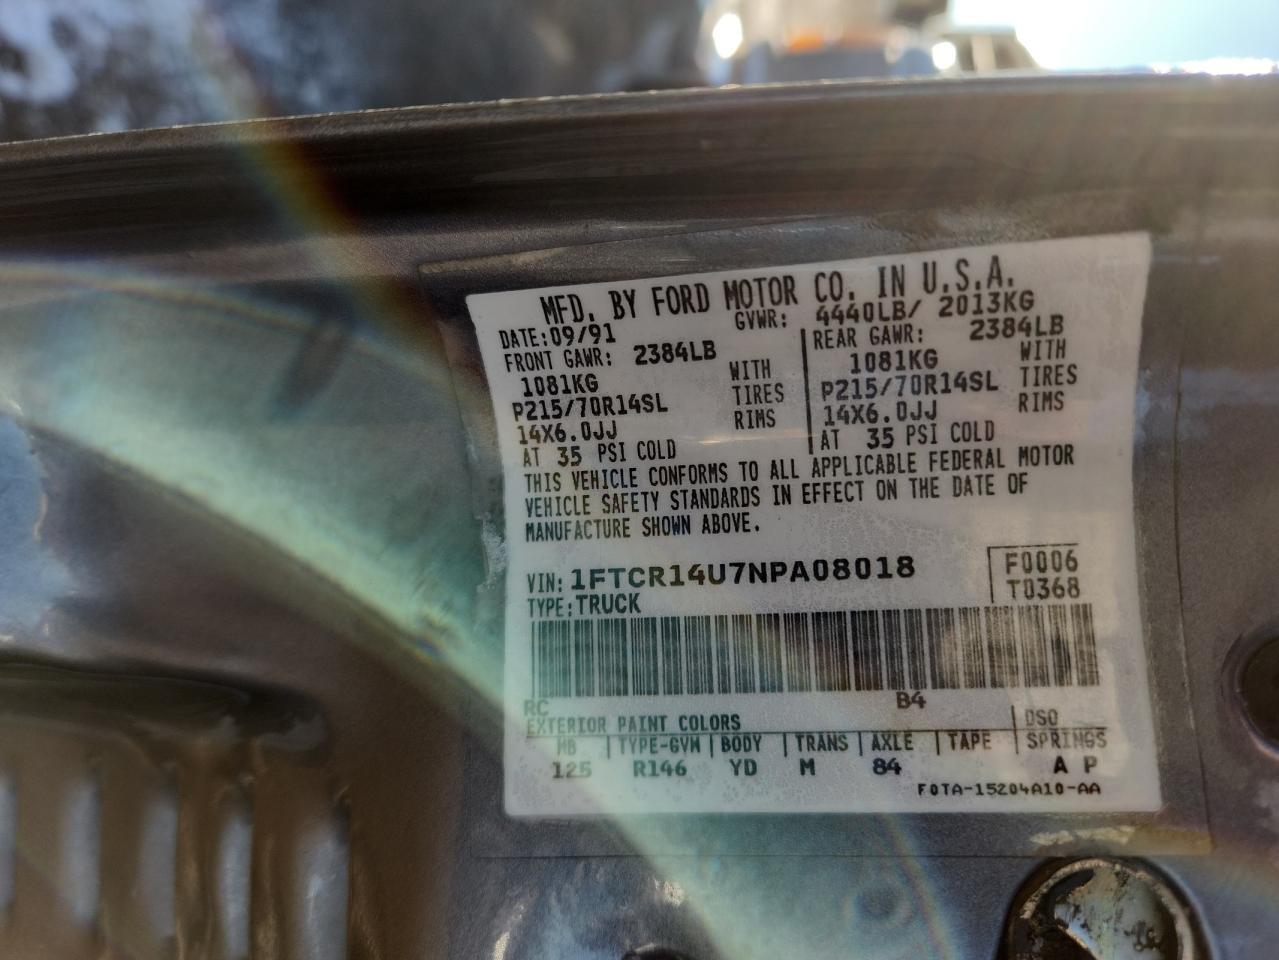 MFD. BY FORD MOTOR CO. IN U.S.A.
DATE: 09/91 GVWR: 4440LB/ 2013KG
FRONT GAWR: 2384LB REAR GAWR: 2384LB
1081KG WITH 1081KG WITH
P215/70R14SL TIRES P215/70R14SL TIRES
14X6.0JJ RIMS 14X6.0JJ RIMS
AT 35 PSI COLD AT 35 PSI COLD
THIS VEHICLE CONFORMS TO ALL APPLICABLE FEDERAL MOTOR
VEHICLE SAFETY STANDARDS IN EFFECT ON THE DATE OF
MANUFACTURE SHOWN ABOVE.
VIN: 1FTCR14U7NPA08018 F0006
TYPE: TRUCK T0368
RC B4
EXTERIOR PAINT COLORS DSO
WB TYPE-GVW BODY TRANS AXLE TAPE SPRINGS
125 R146 YD M 84 A P
F0TA-15204A10-AA